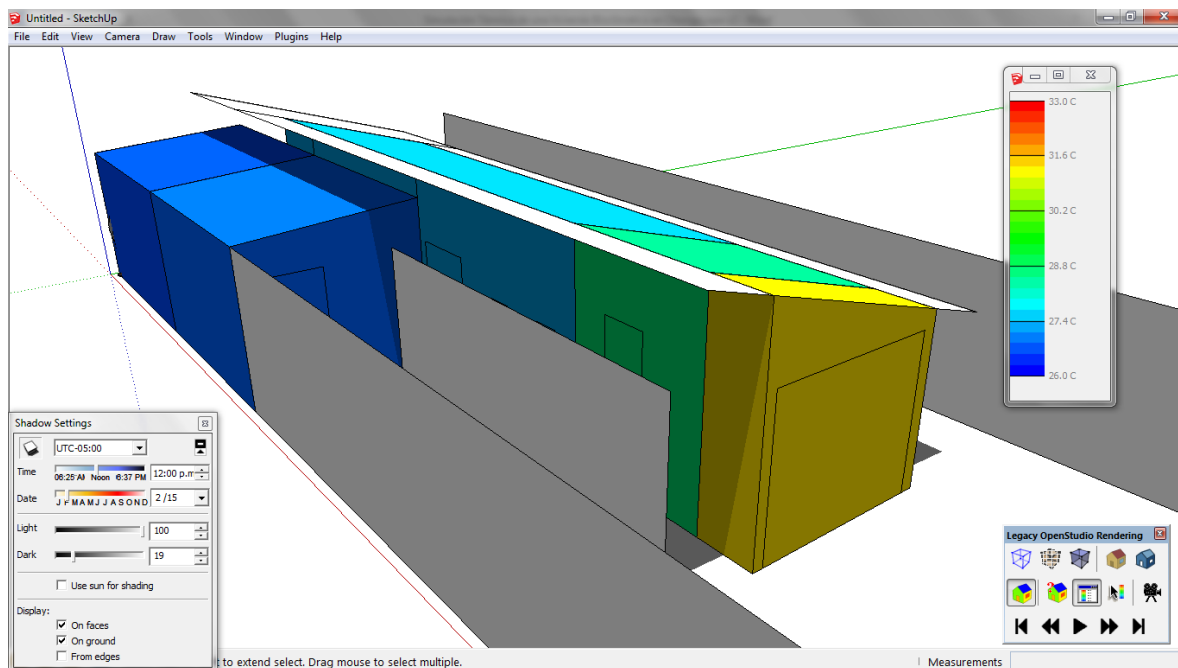 Untitled - SketchUp
File Edit View Camera Draw Tools Window Plugins Help
33.0 C
31.6 C
30.2 C
28.8 C
27.4 C
26.0 C
Shadow Settings
UTC-05:00
Time 06:25 AM Noon 6:37 PM 12:00 p.m
Date J F M A M J J A S O N D 2 /15
Light 100
Dark 19
Use sun for shading
Display:
On faces
On ground
From edges
Legacy OpenStudio Rendering
t to extend select. Drag mouse to select multiple.
Measurements